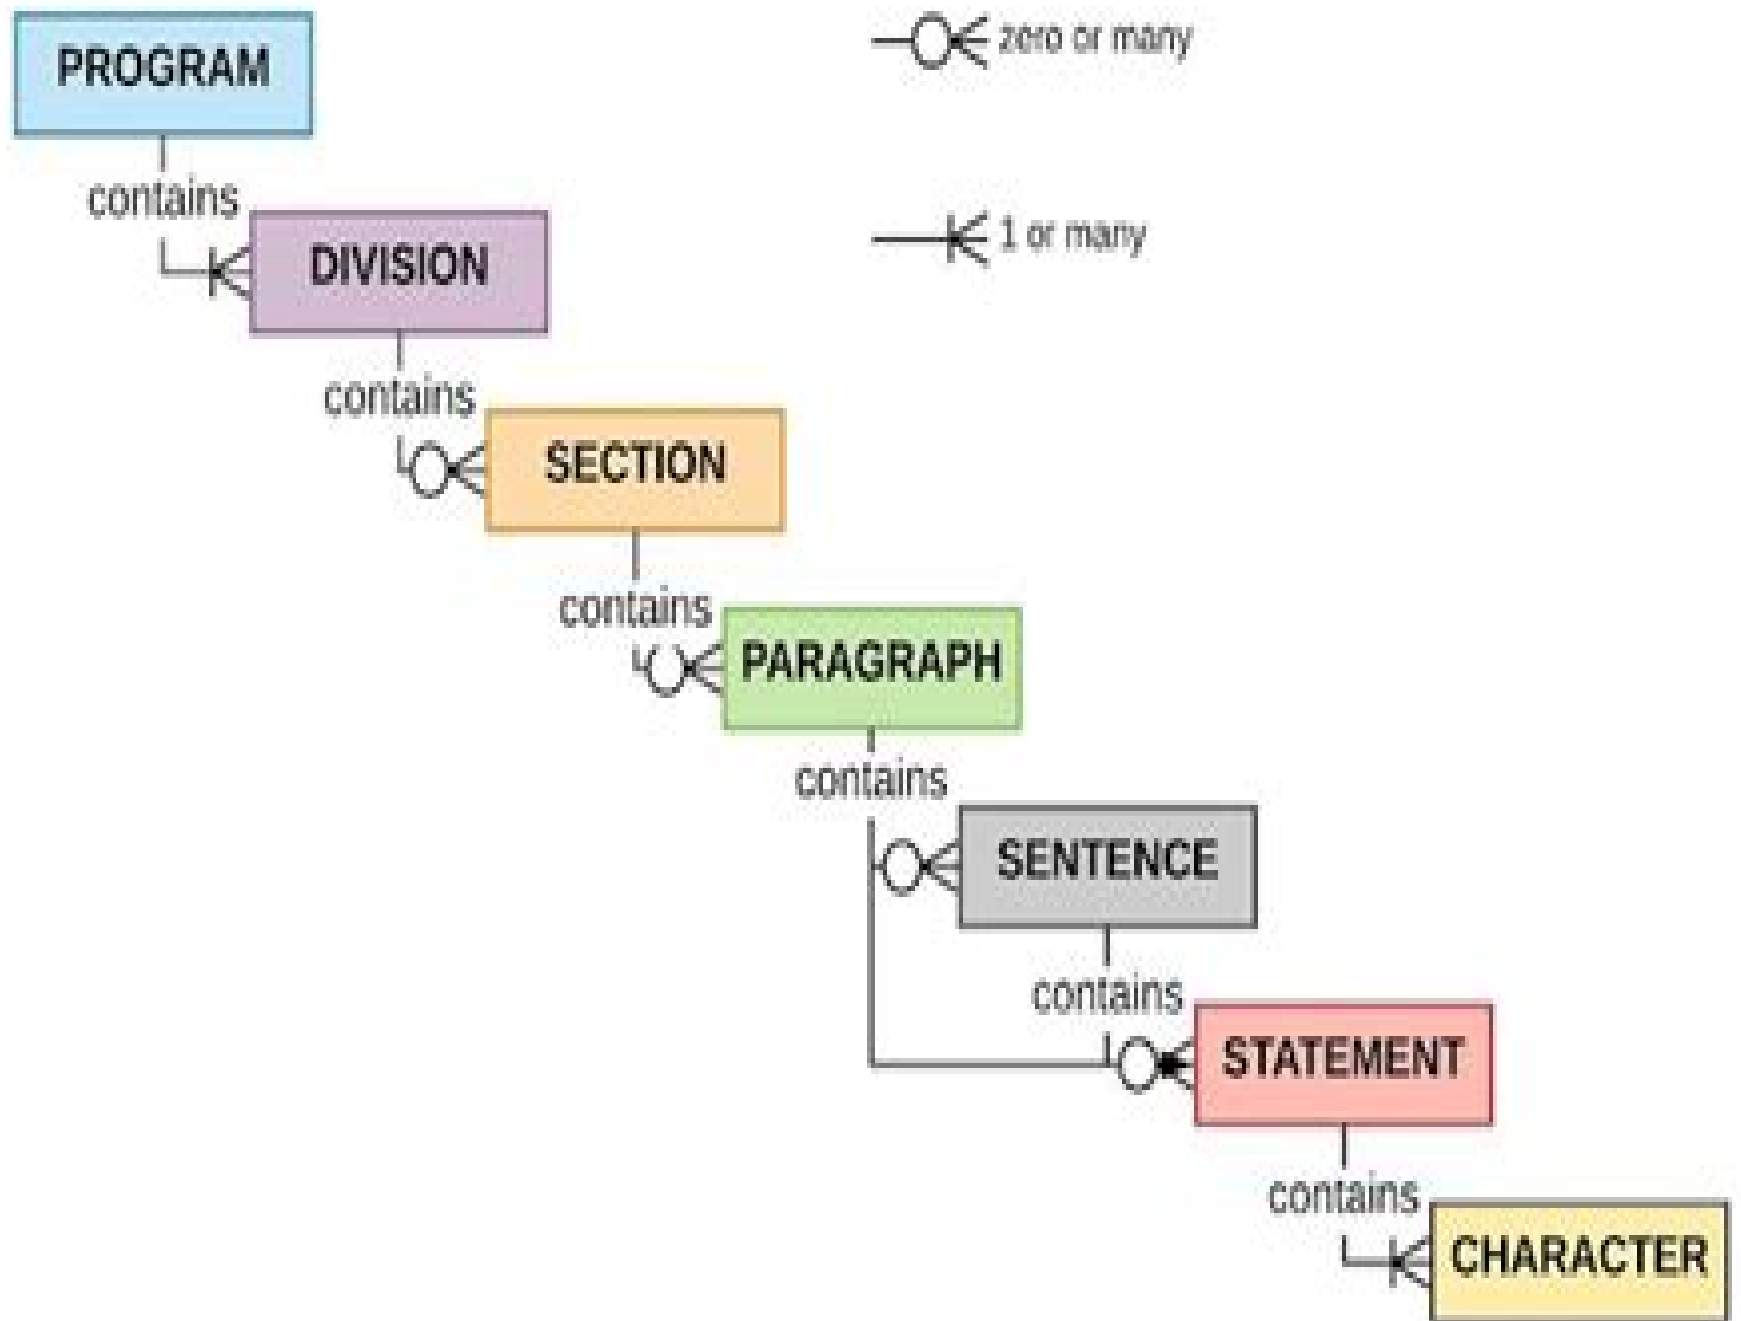 PROGRAM
zero or many
contains
1 or many
DIVISION
contains
SECTION
contains
PARAGRAPH
contains
SENTENCE
contains
STATEMENT
contains
CHARACTER